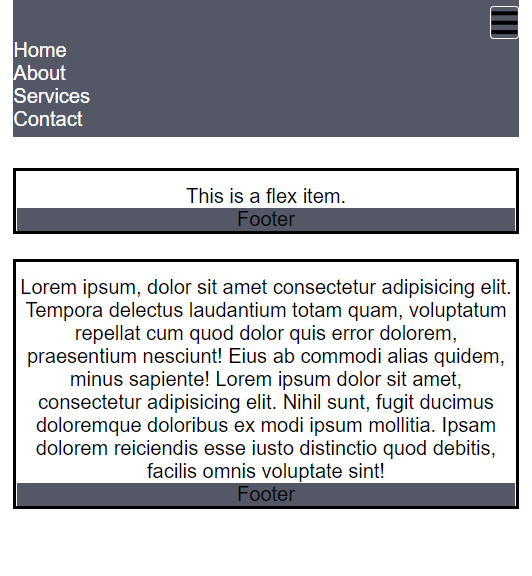 Home
About
Services
Contact
This is a flex item.
Footer
Lorem ipsum, dolor sit amet consectetur adipisicing elit.
Tempora delectus laudantium totam quam, voluptatum
repellat cum quod dolor quis error dolorem,
praesentium nesciunt! Eius ab commodi alias quidem,
minus sapiente! Lorem ipsum dolor sit amet,
consectetur adipisicing elit. Nihil sunt, fugit ducimus
doloremque doloribus ex modi ipsum mollitia. Ipsam
dolorem reiciendis esse iusto distinctio quod debitis,
facilis omnis voluptate sint!
Footer